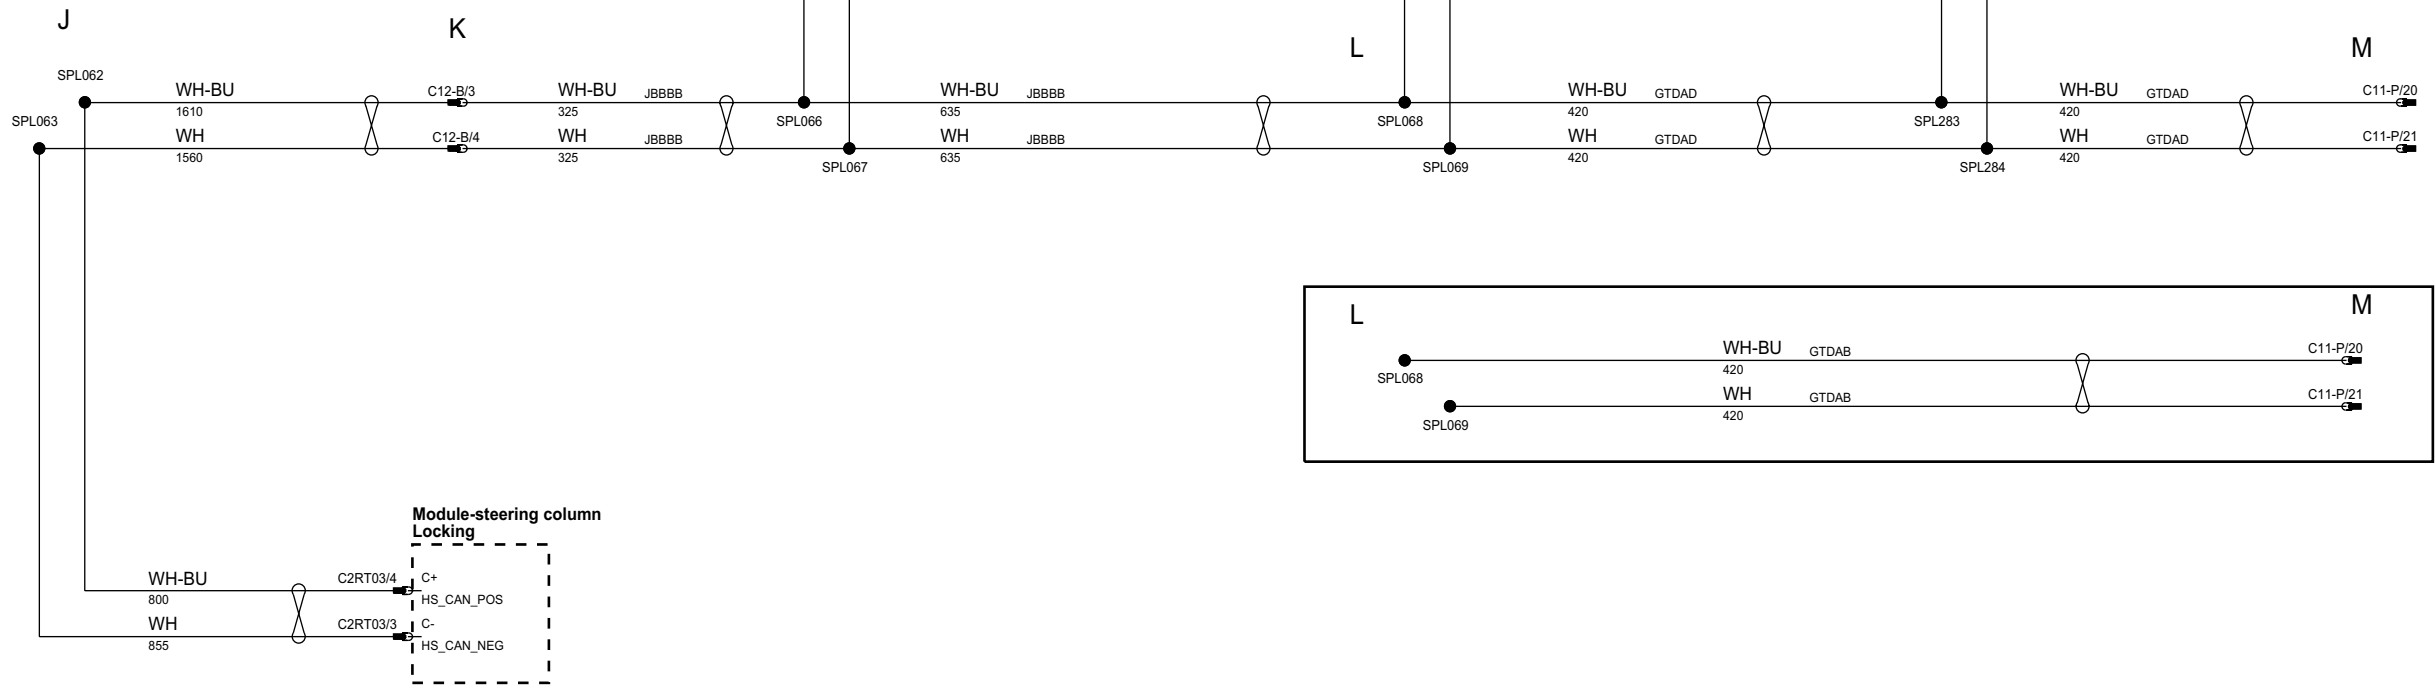 J
K
L
M
SPL062
WH-BU
1610
C12-B/3
WH-BU
325
JBBBB
SPL066
WH-BU
635
JBBBB
SPL068
WH-BU
420
GTDAD
SPL283
WH-BU
420
GTDAD
C11-P/20
SPL063
WH
1560
C12-B/4
WH
325
JBBBB
SPL067
WH
635
JBBBB
SPL069
WH
420
GTDAD
SPL284
WH
420
GTDAD
C11-P/21
L
M
SPL068
WH-BU
420
GTDAB
C11-P/20
SPL069
WH
420
GTDAB
C11-P/21
Module-steering column
Locking
WH-BU
800
C2RT03/4
C+
HS_CAN_POS
WH
855
C2RT03/3
C-
HS_CAN_NEG